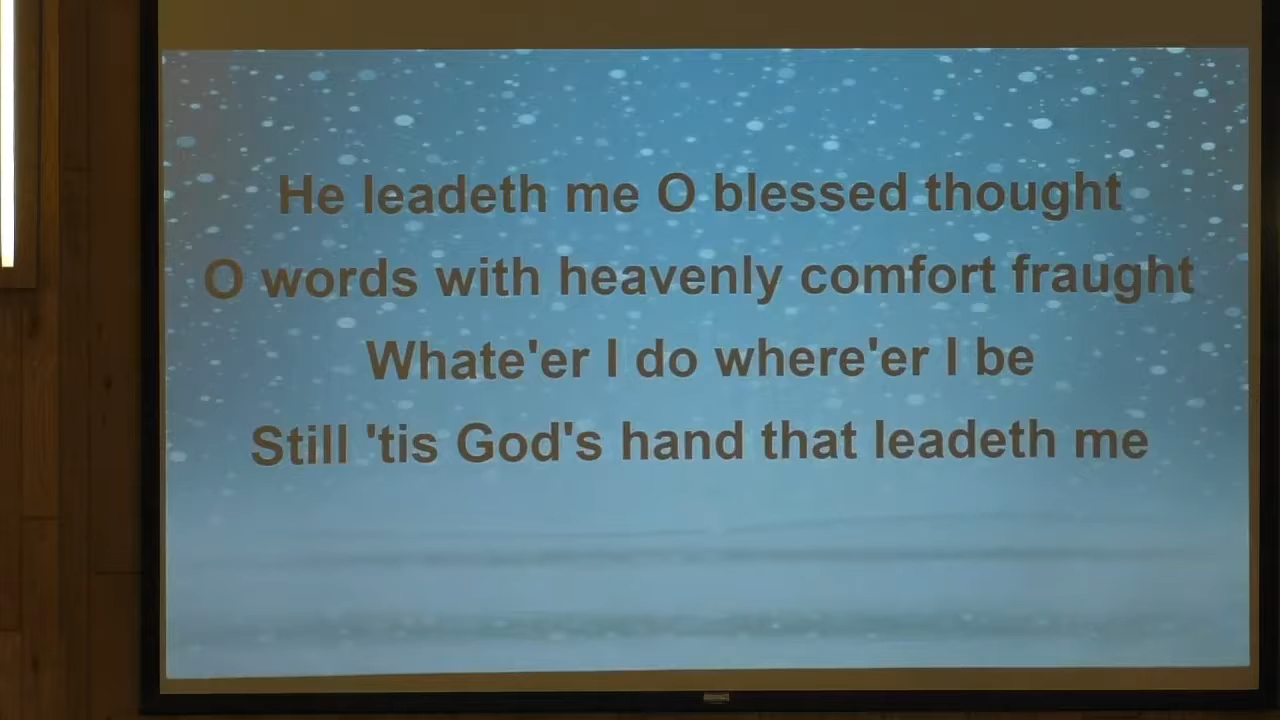 He leadeth me O blessed thought
O words with heavenly comfort fraught
Whate'er I do where'er I be
Still 'tis God's hand that leadeth me